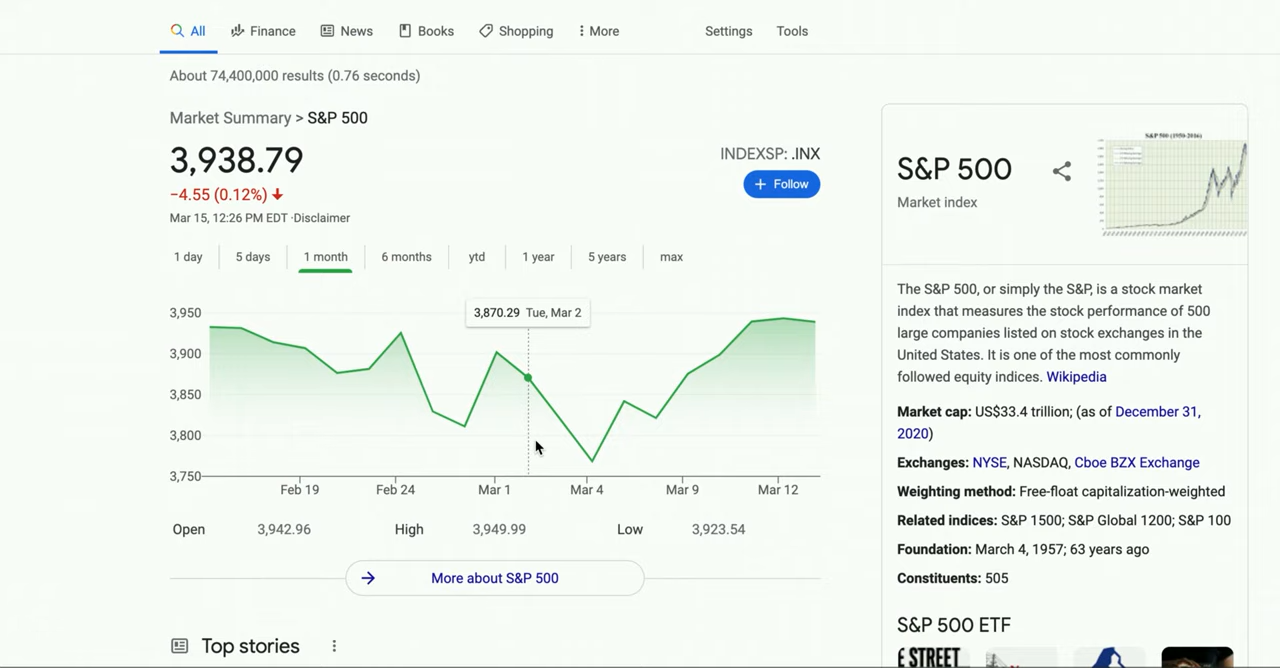 All Finance News Books Shopping More Settings Tools
About 74,400,000 results (0.76 seconds)
Market Summary > S&P 500
3,938.79
INDEXSP: .INX
−4.55 (0.12%)
+ Follow
Mar 15, 12:26 PM EDT ·Disclaimer
1 day 5 days 1 month 6 months ytd 1 year 5 years max
3,870.29 Tue, Mar 2
3,950
3,900
3,850
3,800
3,750
Feb 19 Feb 24 Mar 1 Mar 4 Mar 9 Mar 12
Open 3,942.96 High 3,949.99 Low 3,923.54
More about S&P 500
Top stories
S&P 500
Market index
S&P 500 (1950-2016)
The S&P 500, or simply the S&P, is a stock market
index that measures the stock performance of 500
large companies listed on stock exchanges in the
United States. It is one of the most commonly
followed equity indices. Wikipedia
Market cap: US$33.4 trillion; (as of December 31,
2020)
Exchanges: NYSE, NASDAQ, Cboe BZX Exchange
Weighting method: Free-float capitalization-weighted
Related indices: S&P 1500; S&P Global 1200; S&P 100
Foundation: March 4, 1957; 63 years ago
Constituents: 505
S&P 500 ETF
STREET